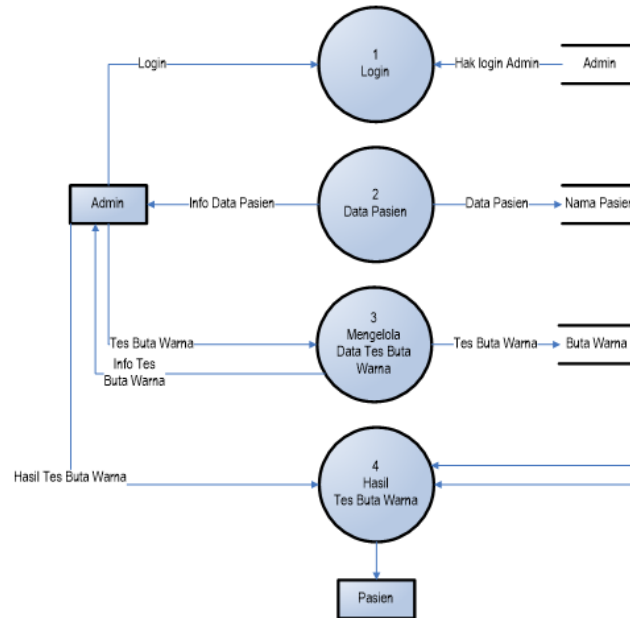 1
Login
Login
Hak login Admin
Admin
Admin
Info Data Pasien
2
Data Pasien
Data Pasien
Nama Pasien
Tes Buta Warna
3
Mengelola
Data Tes Buta
Warna
Tes Buta Warna
Buta Warna
Info Tes
Buta Warna
Hasil Tes Buta Warna
4
Hasil
Tes Buta Warna
Pasien